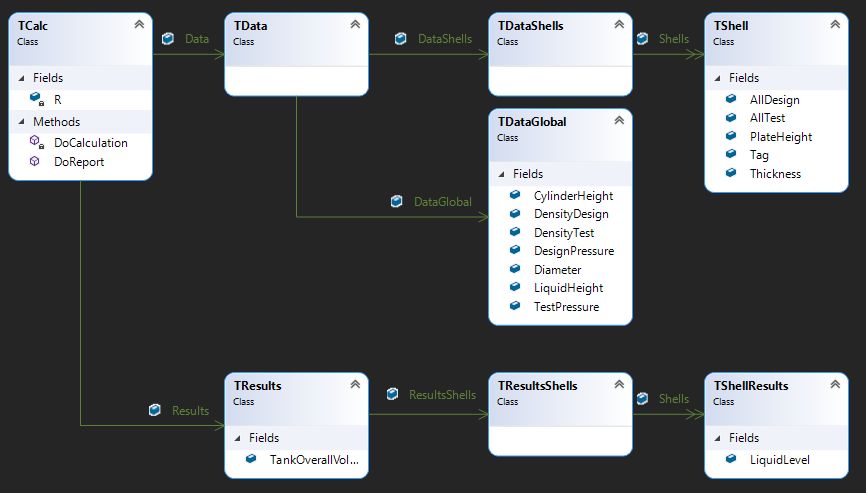 TCalc
Class
Fields
R
Methods
DoCalculation
DoReport
Data
TData
Class
DataShells
TDataShells
Class
Shells
TShell
Class
Fields
AllDesign
AllTest
PlateHeight
Tag
Thickness
DataGlobal
TDataGlobal
Class
Fields
CylinderHeight
DensityDesign
DensityTest
DesignPressure
Diameter
LiquidHeight
TestPressure
Results
TResults
Class
Fields
TankOverallVol...
ResultsShells
TResultsShells
Class
Shells
TShellResults
Class
Fields
LiquidLevel